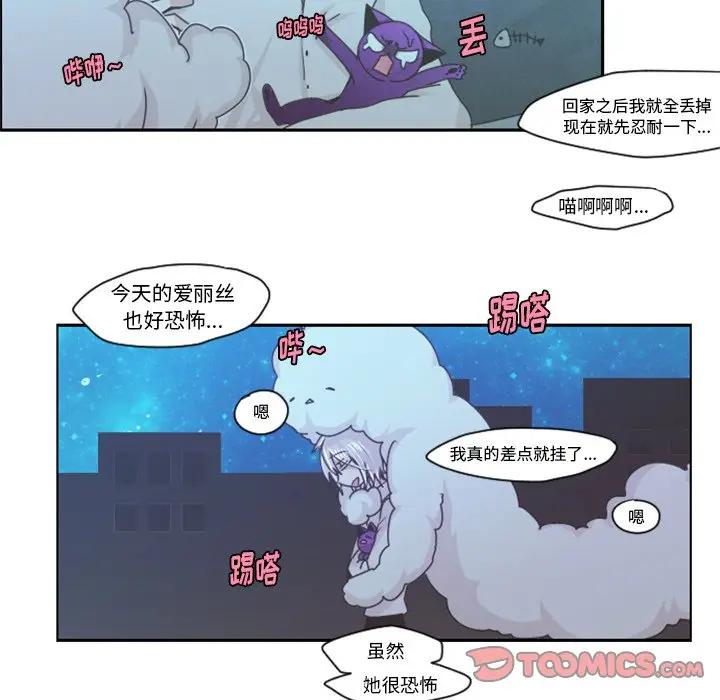 呜呜呜
丢
哔咿~
回家之后我就全丢掉
现在就先忍耐一下...
喵啊啊啊...
今天的爱丽丝
也好恐怖...
踢嗒
哔~
嗯
我真的差点就挂了...
嗯
踢嗒
虽然
她很恐怖
TOOMICS.COM